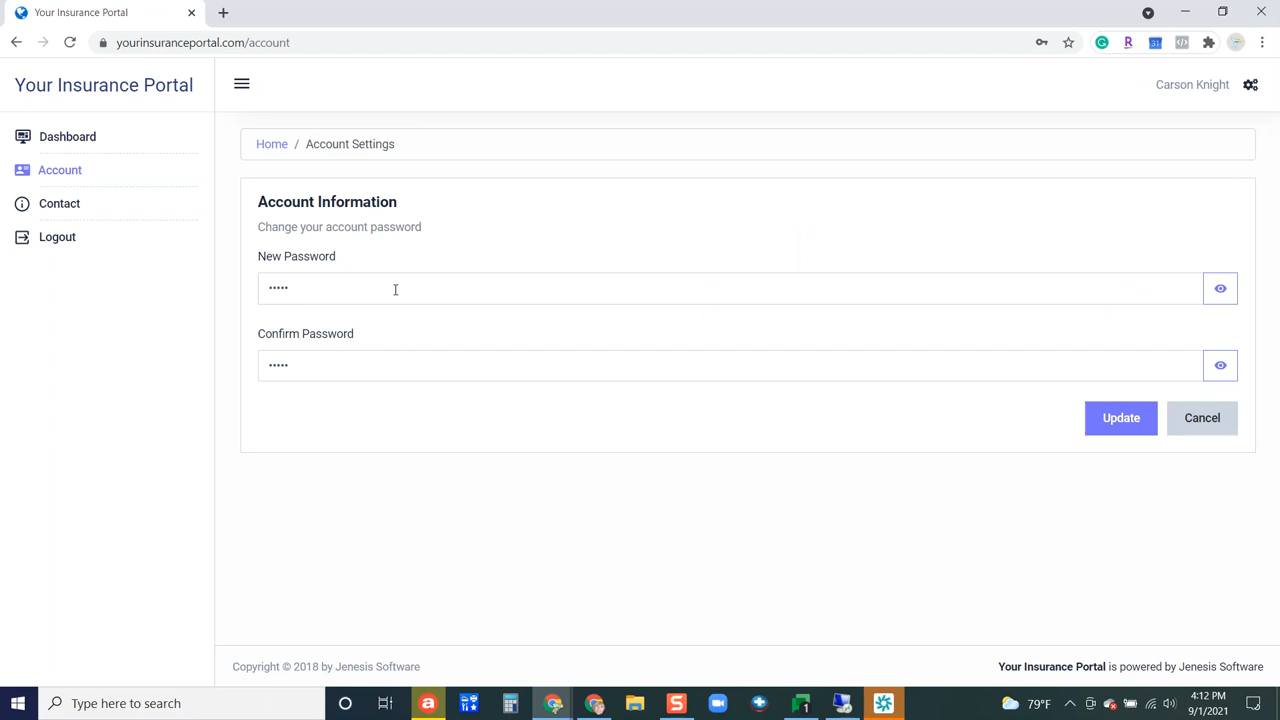 Your Insurance Portal
yourinsuranceportal.com/account
Your Insurance Portal
Carson Knight
Dashboard
Account
Contact
Logout
Home / Account Settings
Account Information
Change your account password
New Password
•••••
Confirm Password
•••••
Update Cancel
Copyright © 2018 by Jenesis Software
Your Insurance Portal is powered by Jenesis Software
Type here to search
79°F
4:12 PM
9/1/2021